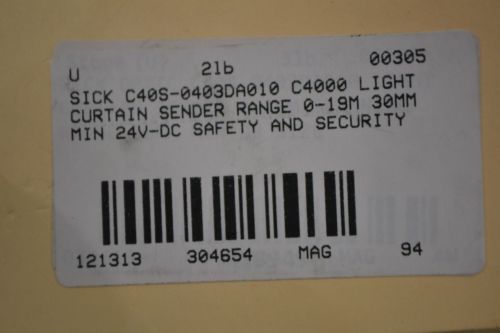 U 2lb 00305
SICK C40S-0403DA010 C4000 LIGHT
CURTAIN SENDER RANGE 0-19M 30MM
MIN 24V-DC SAFETY AND SECURITY
121313 304654 MAG 94